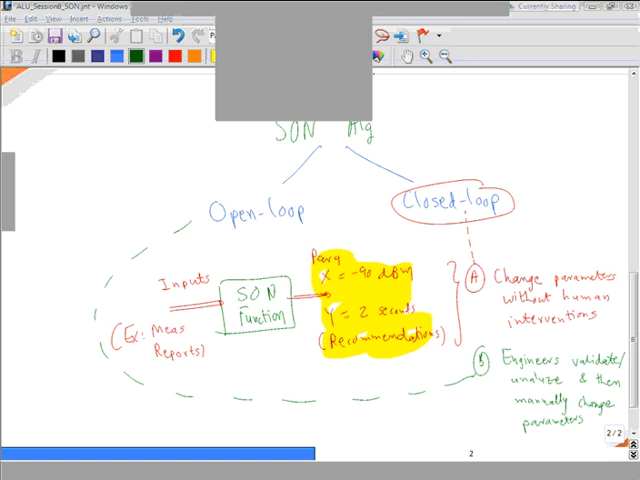 ALU_Session8_SON.jnt - Windows
Currently Sharing
File Edit View Insert Actions Tools
SON Alg
Open-loop
Closed-loop
Inputs
(Ex: Meas
Reports)
SON
Function
Para
X = -90 dBm
Y = 2 seconds
(Recommendations)
A
Change parameters
without human
interventions
B
Engineers validate/
analyze & then
manually change
parameters
2
2/2